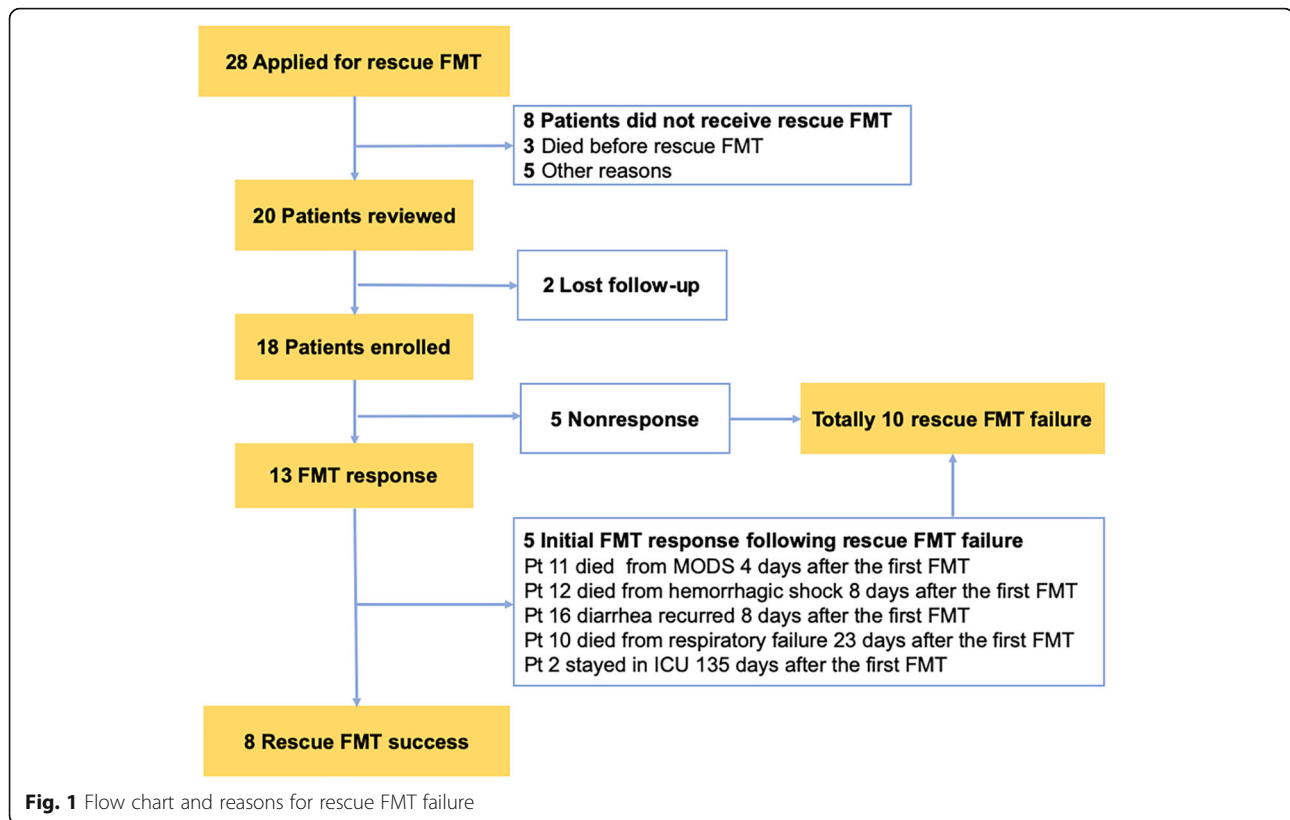 28 Applied for rescue FMT
8 Patients did not receive rescue FMT
3 Died before rescue FMT
5 Other reasons
20 Patients reviewed
2 Lost follow-up
18 Patients enrolled
5 Nonresponse
Totally 10 rescue FMT failure
13 FMT response
5 Initial FMT response following rescue FMT failure
Pt 11 died from MODS 4 days after the first FMT
Pt 12 died from hemorrhagic shock 8 days after the first FMT
Pt 16 diarrhea recurred 8 days after the first FMT
Pt 10 died from respiratory failure 23 days after the first FMT
Pt 2 stayed in ICU 135 days after the first FMT
8 Rescue FMT success
Fig. 1 Flow chart and reasons for rescue FMT failure